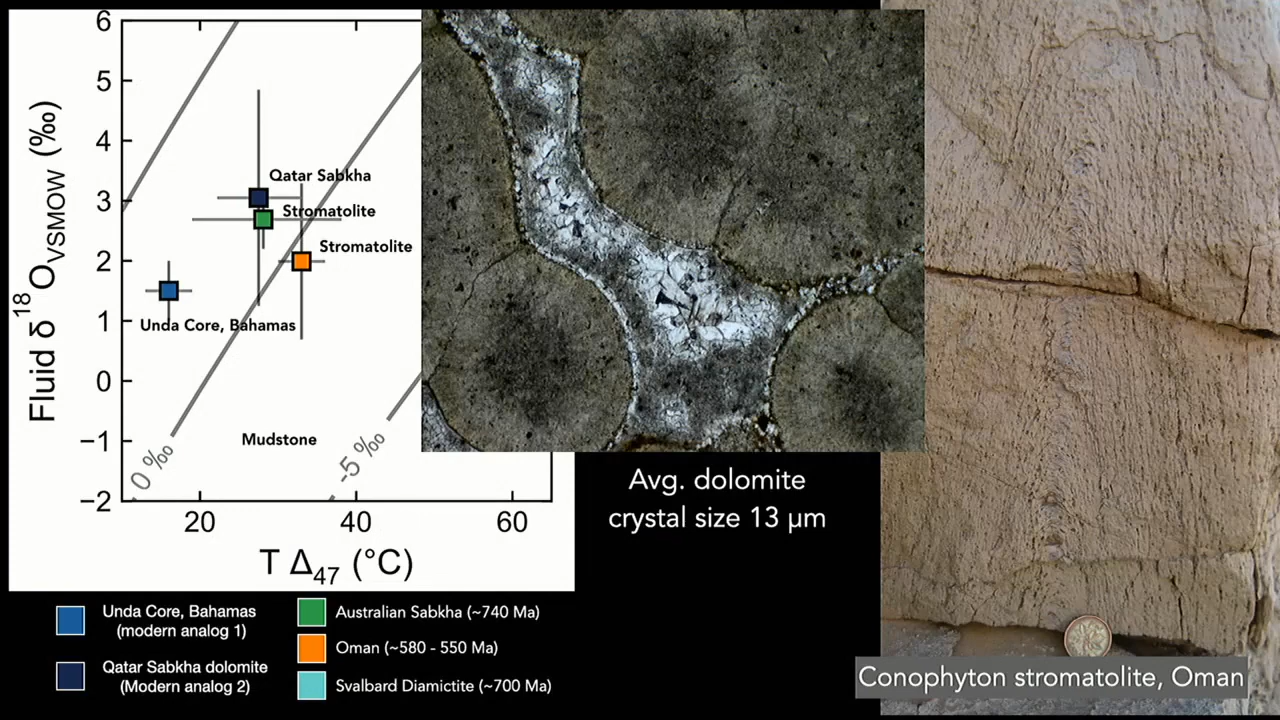 6
5
4
3
2
1
0
−1
−2
Fluid δ18OVSMOW (‰)
Qatar Sabkha
Stromatolite
Stromatolite
Unda Core, Bahamas
Mudstone
0 ‰
-5 ‰
20
40
60
T Δ47 (°C)
Avg. dolomite
crystal size 13 µm
Unda Core, Bahamas
(modern analog 1)
Qatar Sabkha dolomite
(Modern analog 2)
Australian Sabkha (~740 Ma)
Oman (~580 - 550 Ma)
Svalbard Diamictite (~700 Ma)
Conophyton stromatolite, Oman